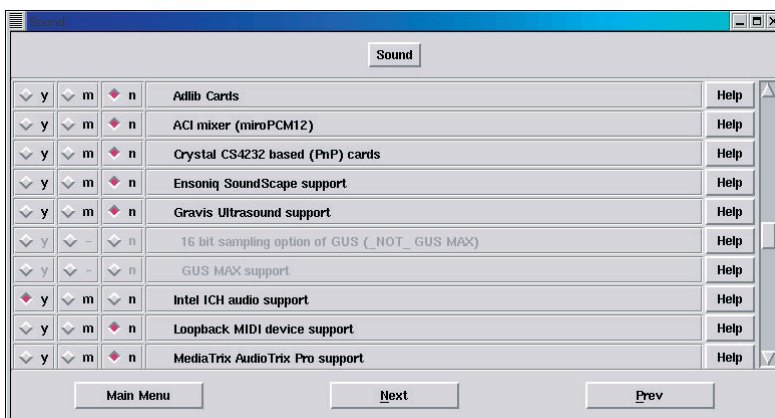 Sound
Sound
y m n Adlib Cards Help
y m n ACI mixer (miroPCM12) Help
y m n Crystal CS4232 based (PnP) cards Help
y m n Ensoniq SoundScape support Help
y m n Gravis Ultrasound support Help
y - n 16 bit sampling option of GUS (_NOT_ GUS MAX) Help
y - n GUS MAX support Help
y m n Intel ICH audio support Help
y m n Loopback MIDI device support Help
y m n MediaTrix AudioTrix Pro support Help
Main Menu Next Prev